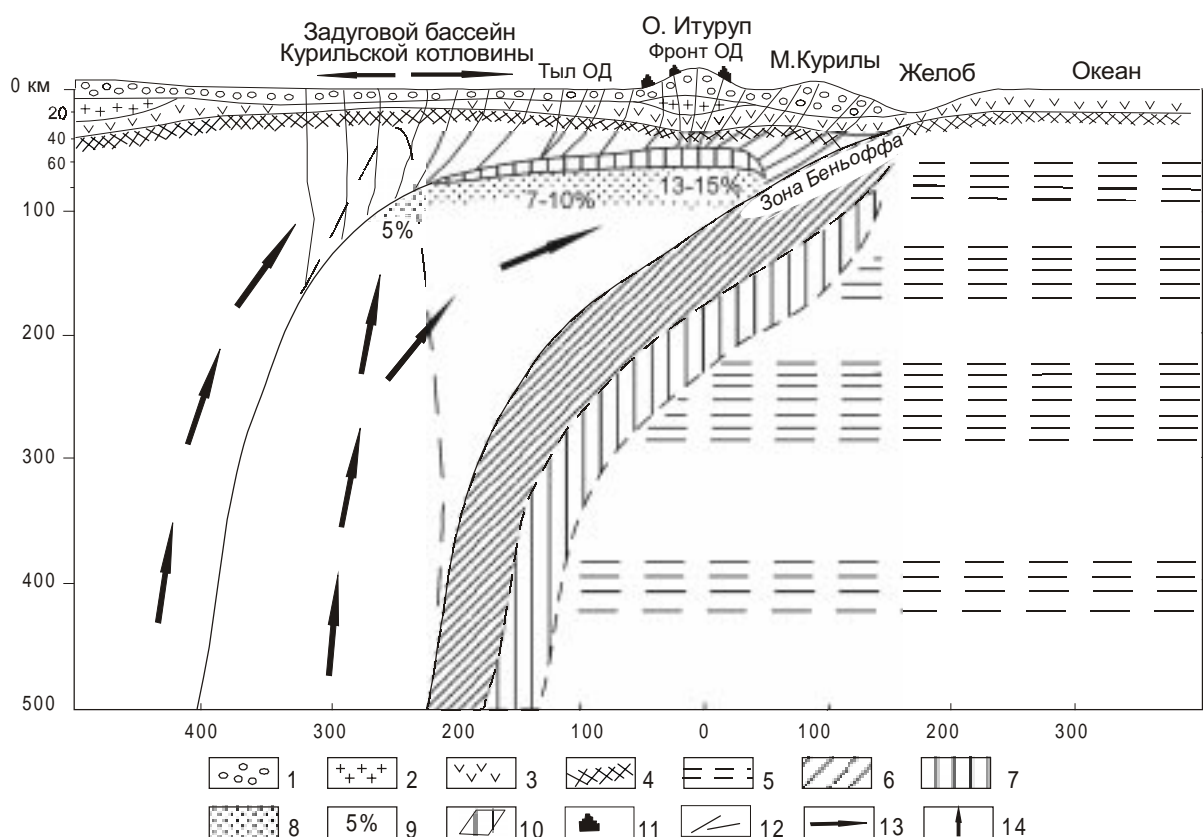 Задуговой бассейн
Курильской котловины
О. Итуруп
Фронт ОД
Тыл ОД
М.Курилы
Желоб
Океан
0 км
20
40
60
100
200
300
400
500
5%
7-10%
13-15%
Зона Беньоффа
400 300 200 100 0 100 200 300
1 2 3 4 5 6 7
8 5% 9 10 11 12 13 14